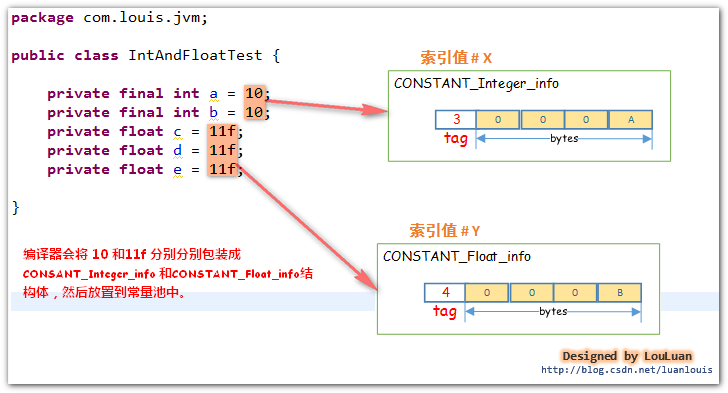 package com.louis.jvm;
public class IntAndFloatTest {
private final int a = 10;
private final int b = 10;
private float c = 11f;
private float d = 11f;
private float e = 11f;
}
编译器会将 10 和11f 分别分别包装成
CONSANT_Integer_info 和CONSTANT_Float_info结
构体，然后放置到常量池中。
索引值#X
CONSTANT_Integer_info
3 0 0 0 A
tag bytes
索引值#Y
CONSTANT_Float_info
4 0 0 0 B
tag bytes
Designed by LouLuan
http://blog.csdn.net/luanlouis